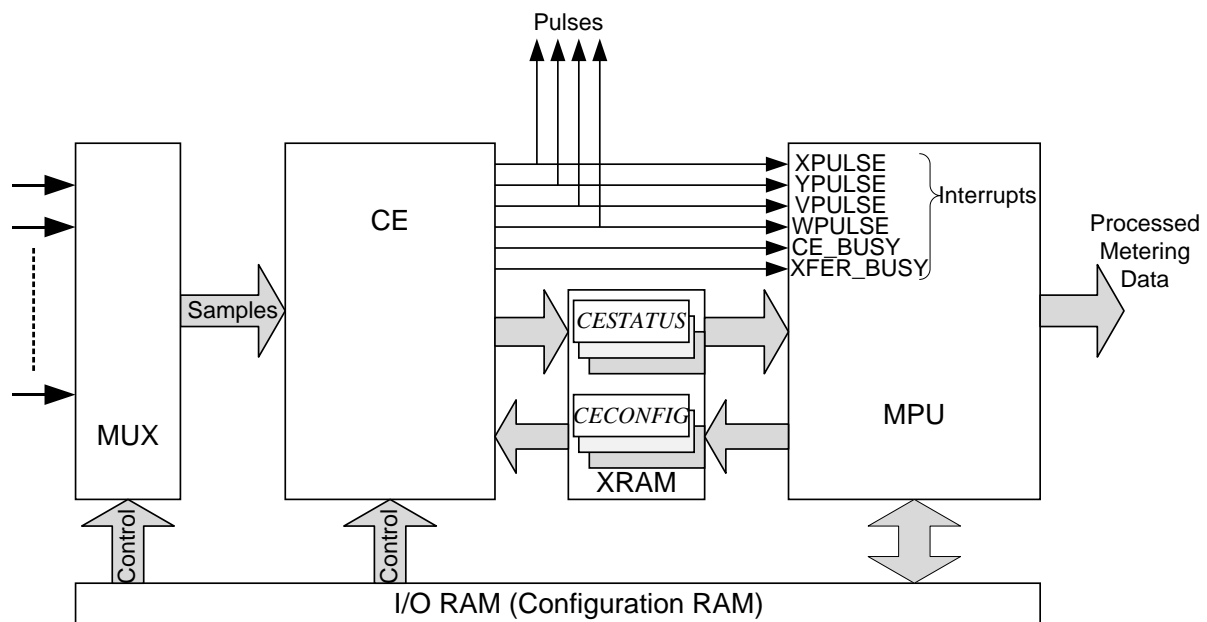 Pulses
XPULSE
YPULSE
VPULSE
WPULSE
CE_BUSY
XFER_BUSY
Interrupts
CE
Processed
Metering
Data
Samples
CESTATUS
CECONFIG
XRAM
MUX
MPU
Control
Control
I/O RAM (Configuration RAM)